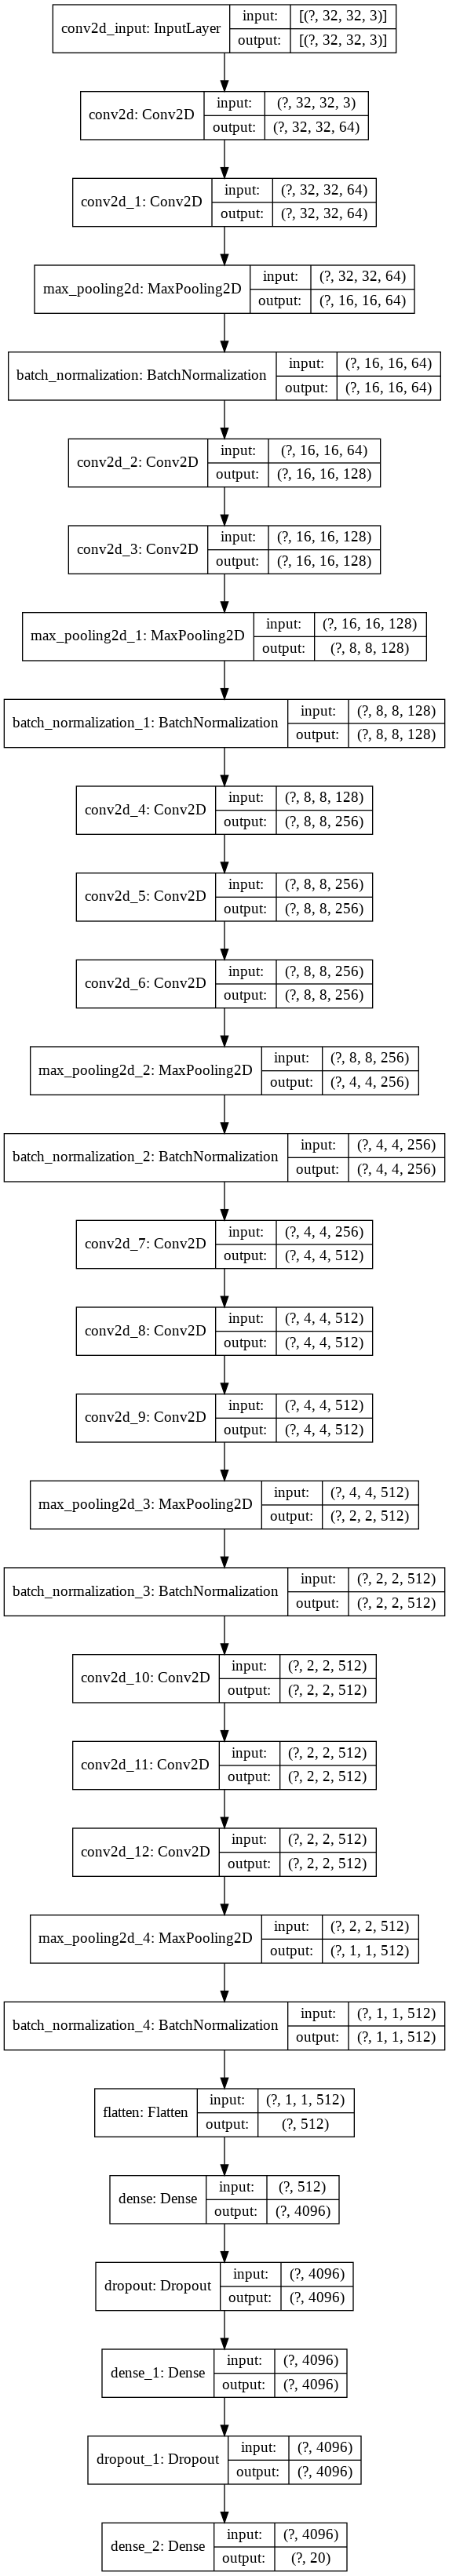 conv2d_input: InputLayer input: [(?, 32, 32, 3)]
output: [(?, 32, 32, 3)]
conv2d: Conv2D input: (?, 32, 32, 3)
output: (?, 32, 32, 64)
conv2d_1: Conv2D input: (?, 32, 32, 64)
output: (?, 32, 32, 64)
max_pooling2d: MaxPooling2D input: (?, 32, 32, 64)
output: (?, 16, 16, 64)
batch_normalization: BatchNormalization input: (?, 16, 16, 64)
output: (?, 16, 16, 64)
conv2d_2: Conv2D input: (?, 16, 16, 64)
output: (?, 16, 16, 128)
conv2d_3: Conv2D input: (?, 16, 16, 128)
output: (?, 16, 16, 128)
max_pooling2d_1: MaxPooling2D input: (?, 16, 16, 128)
output: (?, 8, 8, 128)
batch_normalization_1: BatchNormalization input: (?, 8, 8, 128)
output: (?, 8, 8, 128)
conv2d_4: Conv2D input: (?, 8, 8, 128)
output: (?, 8, 8, 256)
conv2d_5: Conv2D input: (?, 8, 8, 256)
output: (?, 8, 8, 256)
conv2d_6: Conv2D input: (?, 8, 8, 256)
output: (?, 8, 8, 256)
max_pooling2d_2: MaxPooling2D input: (?, 8, 8, 256)
output: (?, 4, 4, 256)
batch_normalization_2: BatchNormalization input: (?, 4, 4, 256)
output: (?, 4, 4, 256)
conv2d_7: Conv2D input: (?, 4, 4, 256)
output: (?, 4, 4, 512)
conv2d_8: Conv2D input: (?, 4, 4, 512)
output: (?, 4, 4, 512)
conv2d_9: Conv2D input: (?, 4, 4, 512)
output: (?, 4, 4, 512)
max_pooling2d_3: MaxPooling2D input: (?, 4, 4, 512)
output: (?, 2, 2, 512)
batch_normalization_3: BatchNormalization input: (?, 2, 2, 512)
output: (?, 2, 2, 512)
conv2d_10: Conv2D input: (?, 2, 2, 512)
output: (?, 2, 2, 512)
conv2d_11: Conv2D input: (?, 2, 2, 512)
output: (?, 2, 2, 512)
conv2d_12: Conv2D input: (?, 2, 2, 512)
output: (?, 2, 2, 512)
max_pooling2d_4: MaxPooling2D input: (?, 2, 2, 512)
output: (?, 1, 1, 512)
batch_normalization_4: BatchNormalization input: (?, 1, 1, 512)
output: (?, 1, 1, 512)
flatten: Flatten input: (?, 1, 1, 512)
output: (?, 512)
dense: Dense input: (?, 512)
output: (?, 4096)
dropout: Dropout input: (?, 4096)
output: (?, 4096)
dense_1: Dense input: (?, 4096)
output: (?, 4096)
dropout_1: Dropout input: (?, 4096)
output: (?, 4096)
dense_2: Dense input: (?, 4096)
output: (?, 20)